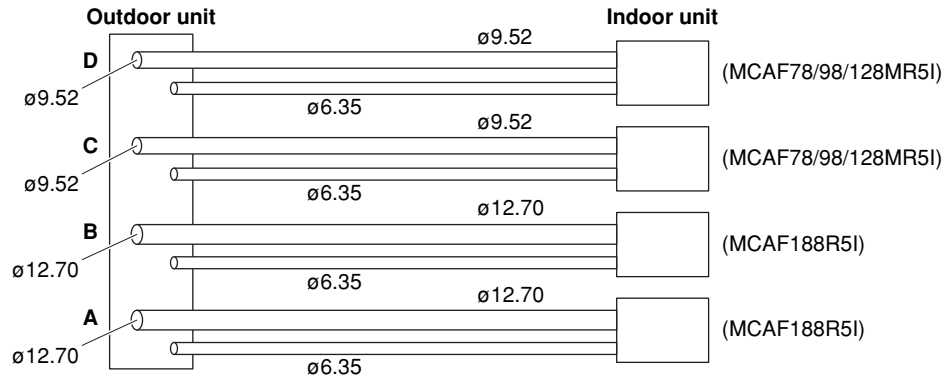 Outdoor unit
Indoor unit
D
ø9.52
ø9.52
ø6.35
(MCAF78/98/128MR5I)
C
ø9.52
ø9.52
ø6.35
(MCAF78/98/128MR5I)
B
ø12.70
ø12.70
ø6.35
(MCAF188R5I)
A
ø12.70
ø12.70
ø6.35
(MCAF188R5I)